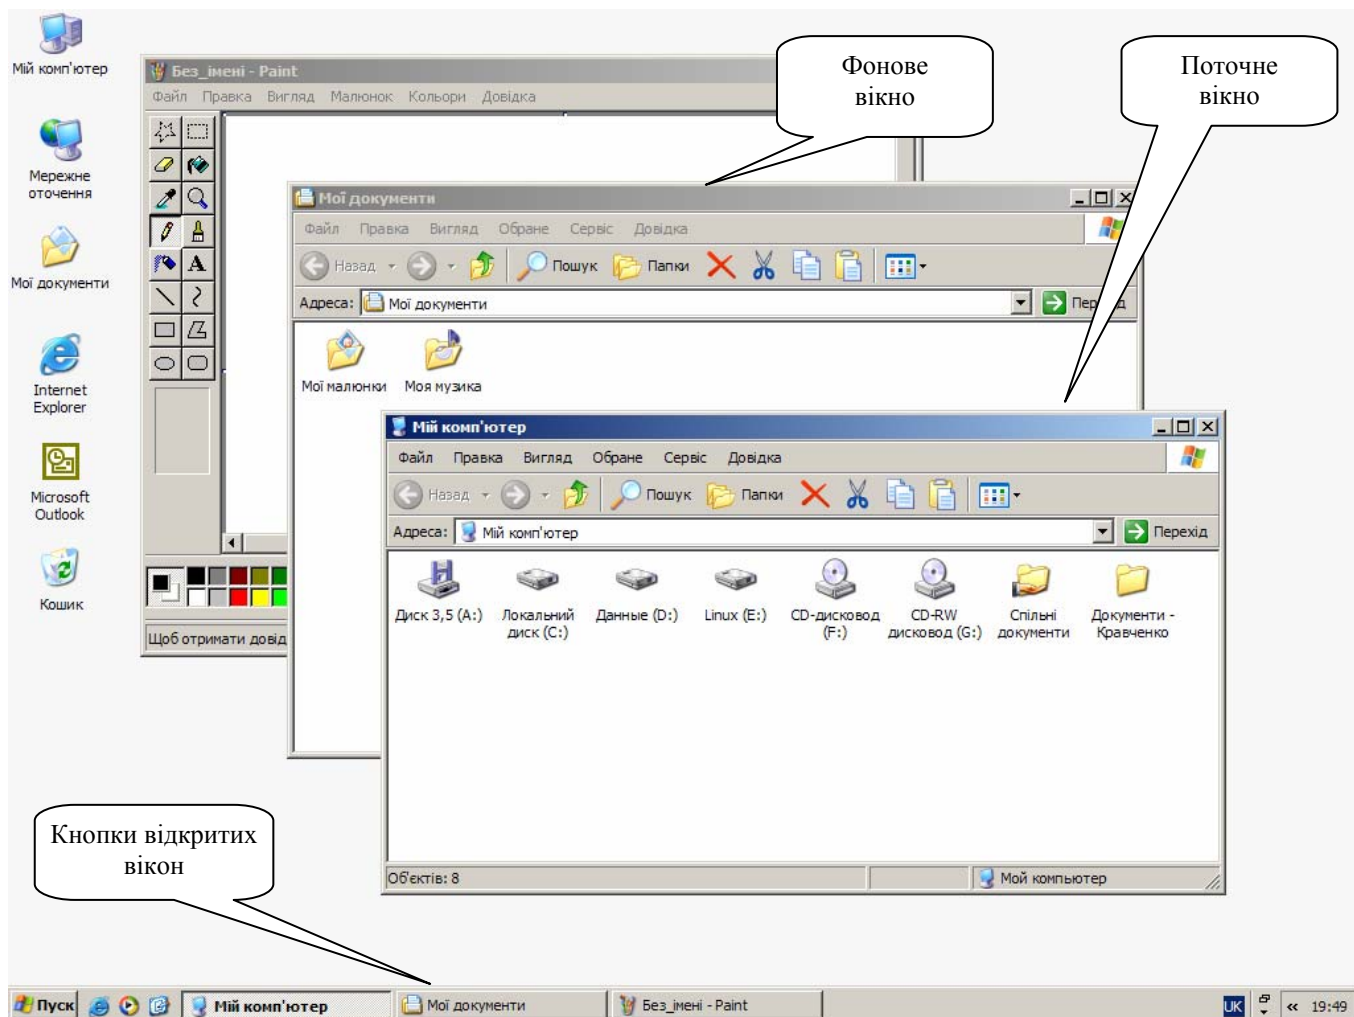 Мій комп'ютер
Мережне
оточення
Мої документи
Internet
Explorer
Microsoft
Outlook
Кошик
Без_імені - Paint
Файл Правка Вигляд Малюнок Кольори Довідка
Фонове
вікно
Поточне
вікно
Мої документи
Файл Правка Вигляд Обране Сервіс Довідка
Назад Пошук Папки
Адреса: Мої документи
Мої малюнки Моя музика
Мій комп'ютер
Файл Правка Вигляд Обране Сервіс Довідка
Назад Пошук Папки
Адреса: Мій комп'ютер Перехід
Диск 3,5 (A:)
Локальний
диск (C:)
Данные (D:)
Linux (E:)
CD-дисковод
(F:)
CD-RW
дисковод (G:)
Спільні
документи
Документи -
Кравченко
Об'єктів: 8 Мой компьютер
Щоб отримати довід
Кнопки відкритих
вікон
Пуск Мій комп'ютер Мої документи Без_імені - Paint UK « 19:49